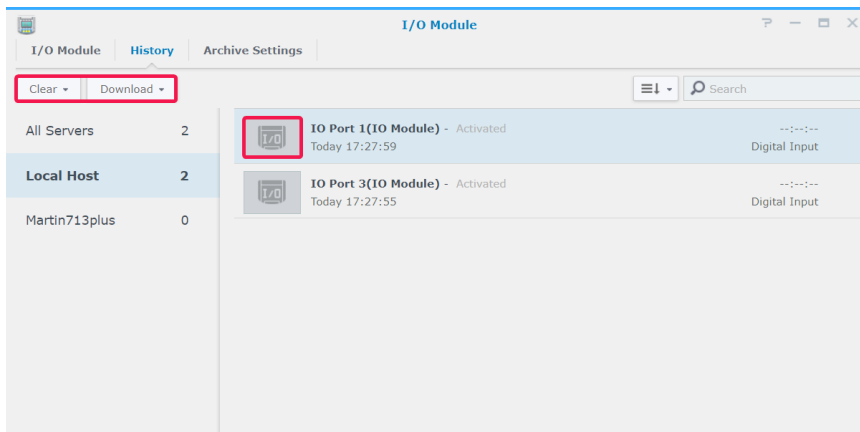 I/O Module
I/O Module History Archive Settings
Clear Download
Search
All Servers 2
Local Host 2
Martin713plus 0
I/O
IO Port 1(IO Module) - Activated --:--:--
Today 17:27:59 Digital Input
I/O
IO Port 3(IO Module) - Activated --:--:--
Today 17:27:55 Digital Input